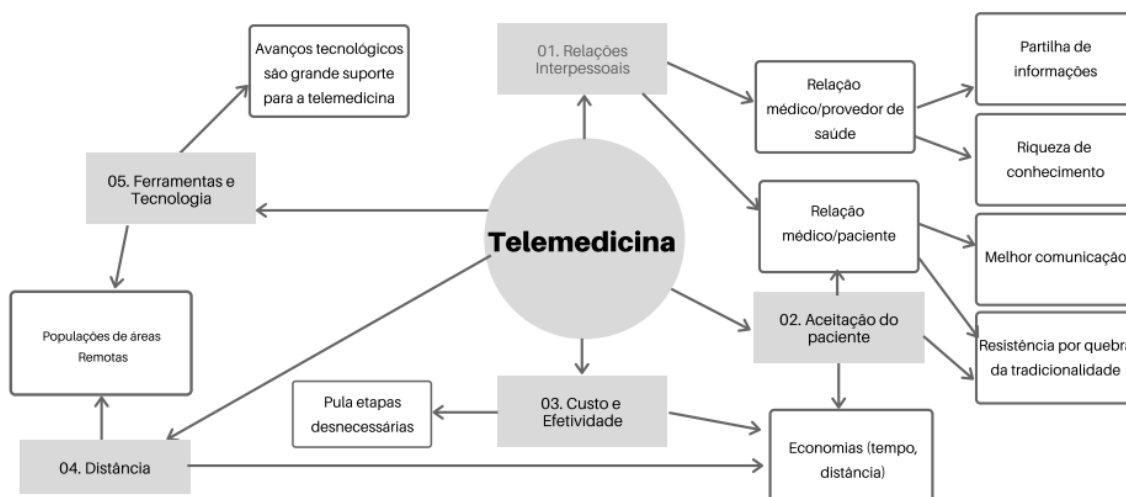 Avanços tecnológicos
são grande suporte
para a telemedicina
01. Relações
Interpessoais
Relação
médico/provedor de
saúde
Partilha de
informações
Riqueza de
conhecimento
05. Ferramentas e
Tecnologia
Relação
médico/paciente
Telemedicina
Melhor comunicação
Populações de áreas
Remotas
02. Aceitação do
paciente
Resistência por quebra
da tradicionalidade
03. Custo e
Efetividade
Pula etapas
desnecessárias
Economias (tempo,
distância)
04. Distância